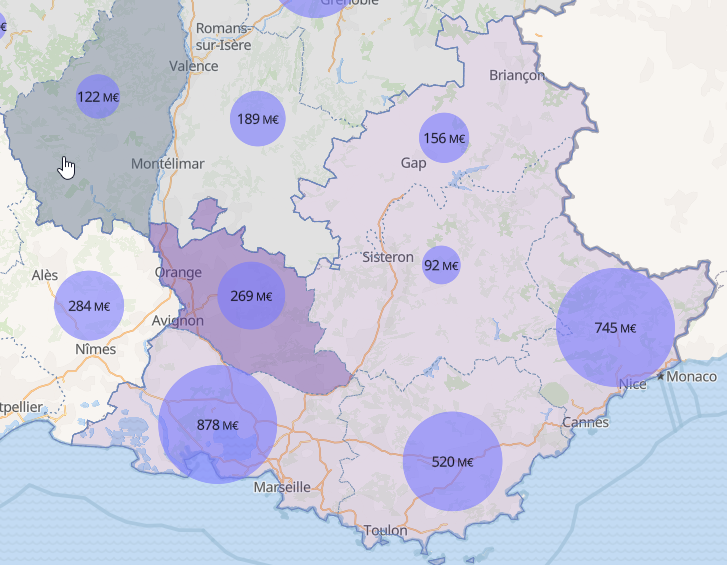 Grenoble
€
Romans-
sur-Isère
Valence
Briançon
122 M€
189 M€
156 M€
Montélimar
Gap
Sisteron
92 M€
Orange
Alès
269 M€
284 M€
Avignon
745 M€
Nîmes
Nice
Monaco
tpellier
878 M€
Cannes
520 M€
Marseille
Toulon